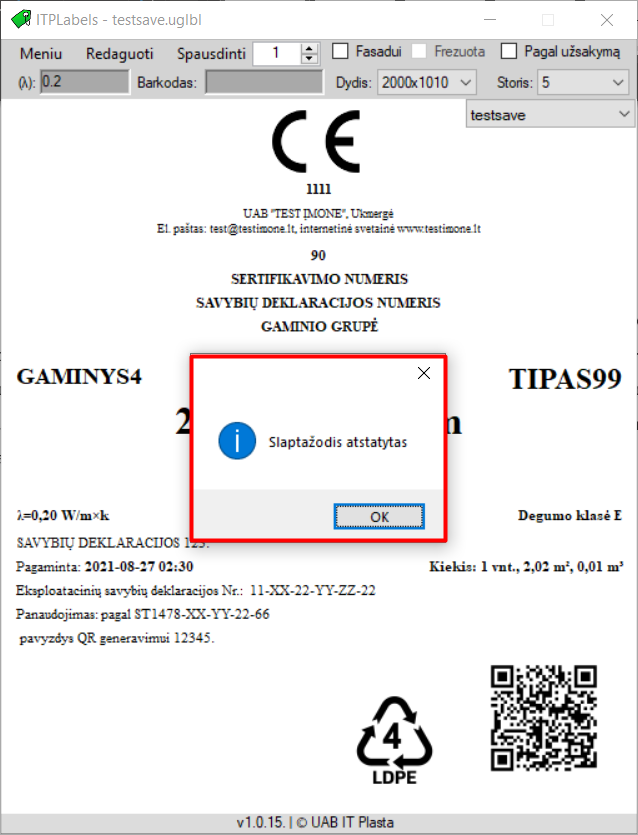 ITPLabels - testsave.uglbl
Meniu Redaguoti Spausdinti 1 Fasadui Frezuota Pagal užsakymą
(λ): 0.2 Barkodas: Dydis: 2000x1010 Storis: 5
testsave
CE
1111
UAB "TEST ĮMONE", Ukmergė
El. paštas: test@testimone.lt, internetinė svetainė www.testimone.lt
90
SERTIFIKAVIMO NUMERIS
SAVYBIŲ DEKLARACIJOS NUMERIS
GAMINIO GRUPĖ
GAMINYS4 TIPAS99
2 m
Slaptažodis atstatytas
OK
λ=0,20 W/m×k Degumo klasė E
SAVYBIŲ DEKLARACIJOS 123.
Pagaminta: 2021-08-27 02:30 Kiekis: 1 vnt., 2,02 m², 0,01 m³
Eksploatacinių savybių deklaracijos Nr.: 11-XX-22-YY-ZZ-22
Panaudojimas: pagal ST1478-XX-YY-22-66
pavyzdys QR generavimui 12345.
4
LDPE
v1.0.15. | © UAB IT Plasta